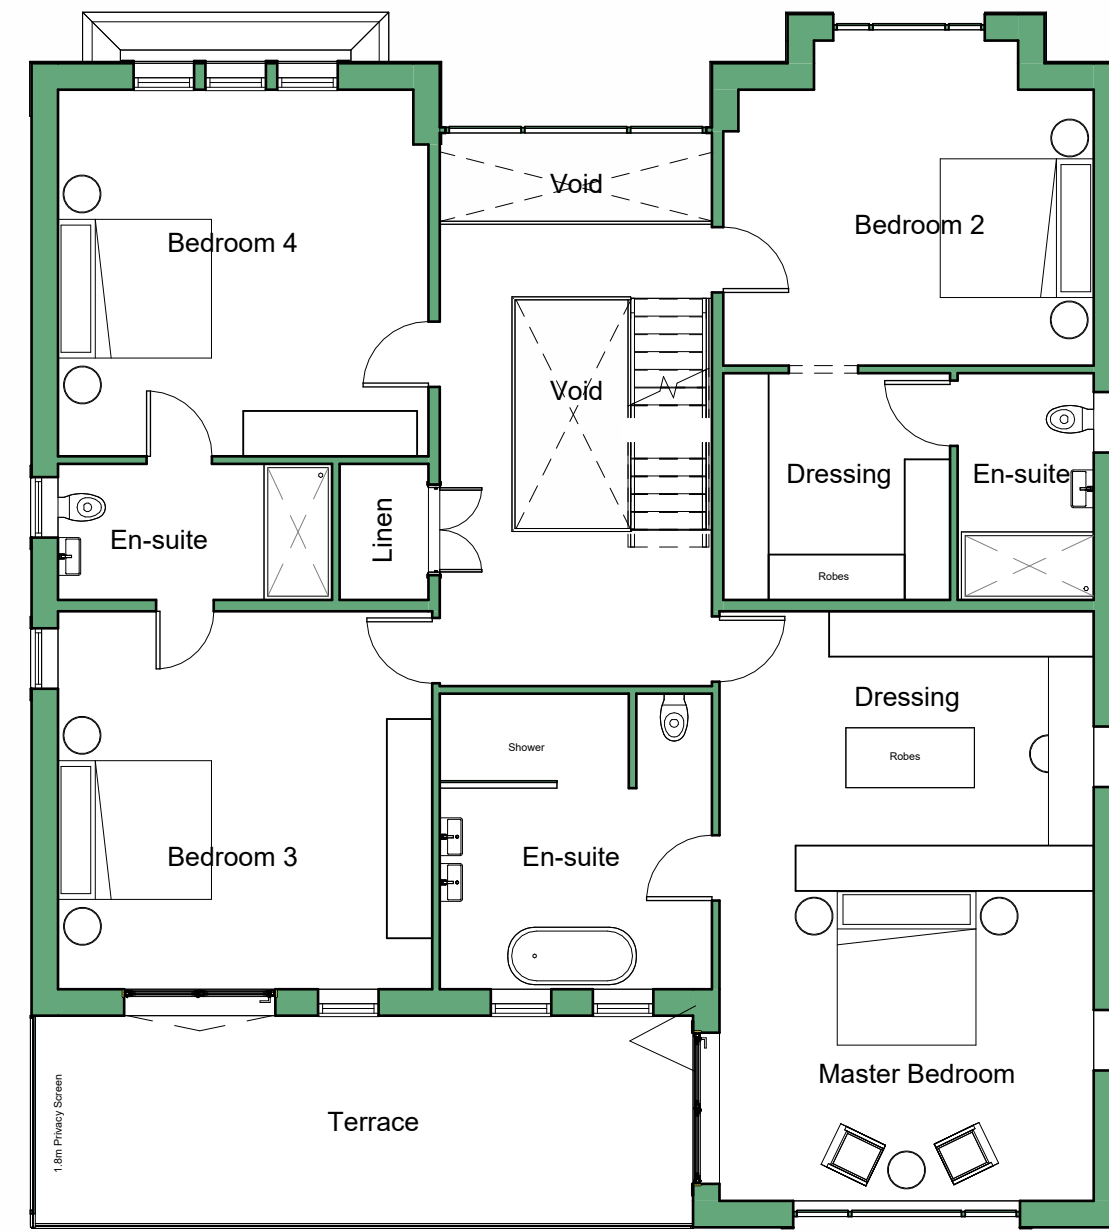 Void
Bedroom 2
Bedroom 4
Void
Dressing
En-suite
Linen
En-suite
Robes
Dressing
Shower
Robes
Bedroom 3
En-suite
Master Bedroom
1.8m Privacy Screen
Terrace